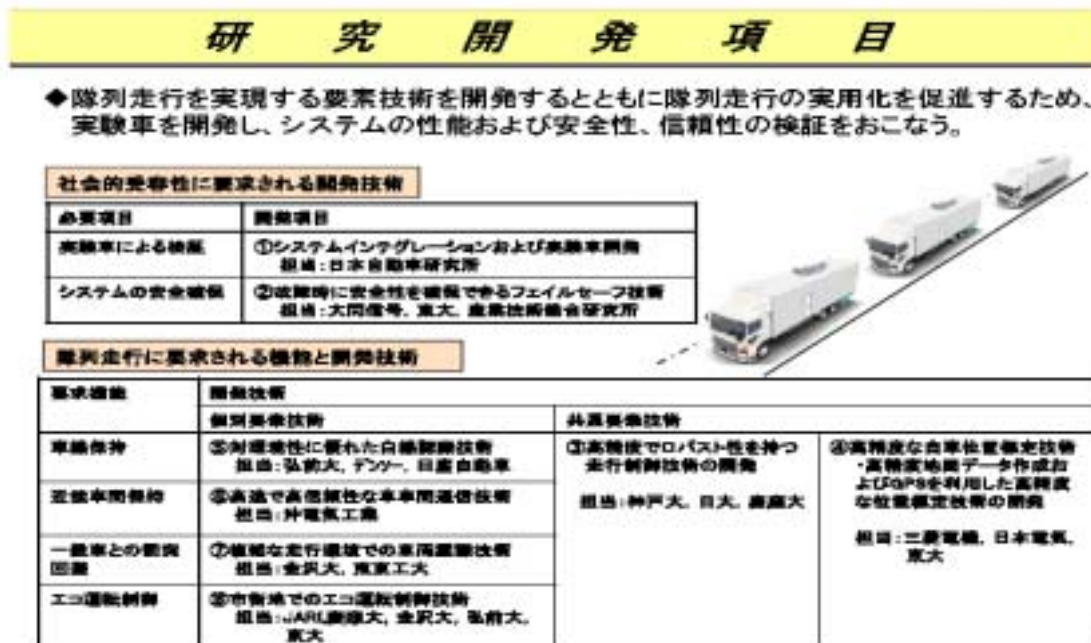 研究開発項目
◆隊列走行を実現する要素技術を開発するとともに隊列走行の実用化を促進するため、
実験車を開発し、システムの性能および安全性、信頼性の検証をおこなう。
社会的受容性に要求される開発技術
必要項目
開発項目
実験車による検証
①システムインテグレーションおよび実験車開発
担当:日本自動車研究所
システムの安全確保
②故障時に安全性を確保できるフェイルセーフ技術
担当:大同信号、東大、産業技術総合研究所
隊列走行に要求される機能と開発技術
要求機能
開発技術
個別要素技術
共通要素技術
車線保持
⑤対環境性に優れた白線認識技術
担当:弘前大、デンソー、日産自動車
③高精度でロバスト性を持つ
走行制御技術の開発
担当:神戸大、日大、慶應大
④高精度な自車位置標定技術
・高精度地図データ作成お
よびGPSを利用した高精度
な位置標定技術の開発
担当:三菱電機、日本電気、
東大
近接車間保持
⑥高速で高信頼性な車車間通信技術
担当:沖電気工業
一般車との衝突
回避
⑦複雑な走行環境での車両認識技術
担当:金沢大、東京工大
エコ運転制御
⑧市街地でのエコ運転制御技術
担当:JARI,慶應大、金沢大、弘前大、
東大